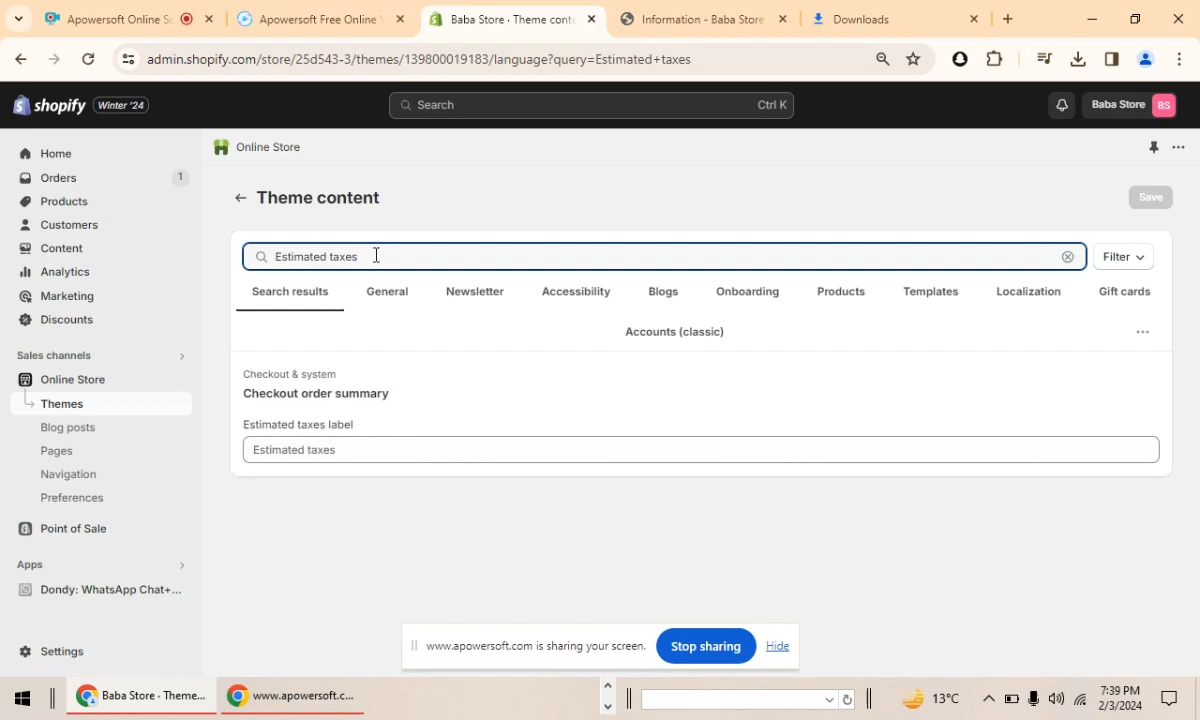 Apowersoft Online Sc
Apowersoft Free Online
Baba Store · Theme conte
Information - Baba Store
Downloads
admin.shopify.com/store/25d543-3/themes/139800019183/language?query=Estimated+taxes
shopify
Winter '24
Search
Ctrl K
Baba Store
BS
Home
Orders
1
Products
Customers
Content
Analytics
Marketing
Discounts
Sales channels
Online Store
Themes
Blog posts
Pages
Navigation
Preferences
Point of Sale
Apps
Dondy: WhatsApp Chat+...
Settings
Online Store
Theme content
Save
Estimated taxes
Filter
Search results
General
Newsletter
Accessibility
Blogs
Onboarding
Products
Templates
Localization
Gift cards
Accounts (classic)
Checkout & system
Checkout order summary
Estimated taxes label
Estimated taxes
www.apowersoft.com is sharing your screen.
Stop sharing
Hide
Baba Store · Theme...
www.apowersoft.c...
13°C
7:39 PM
2/3/2024